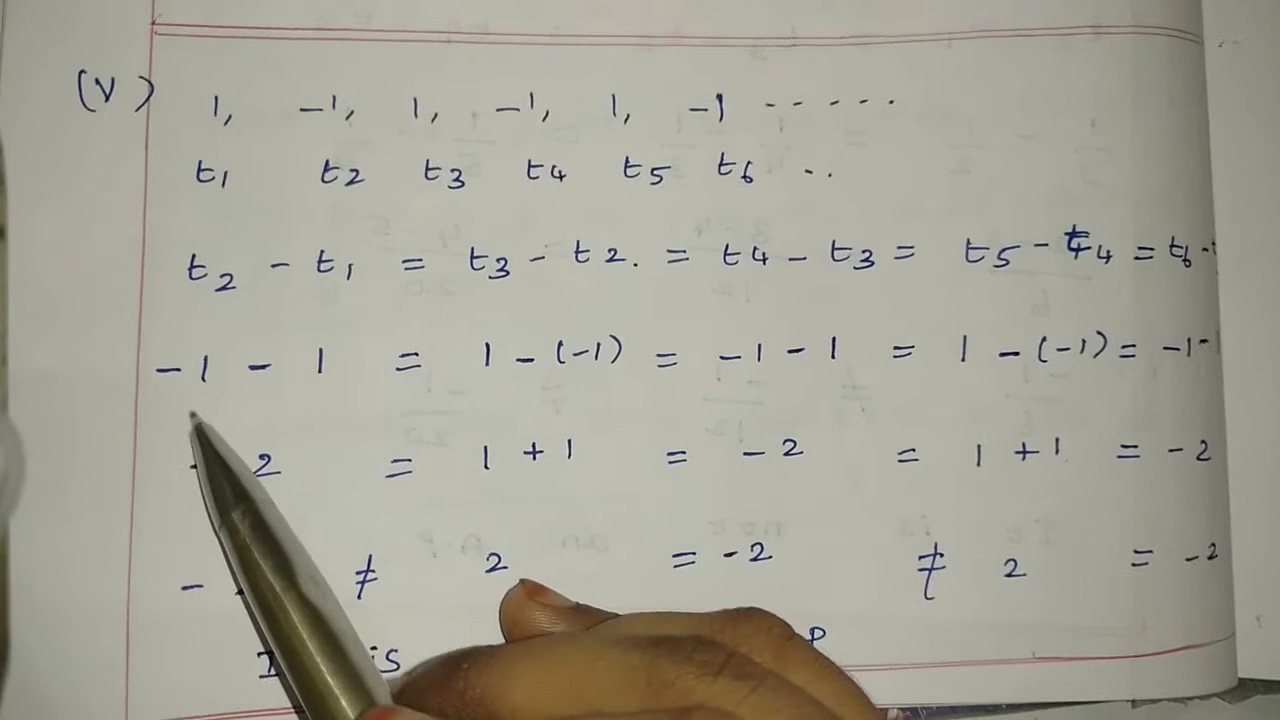 (V) 1, -1, 1, -1, 1, -1 ......
t1 t2 t3 t4 t5 t6 ..
t2 - t1 = t3 - t2. = t4 - t3 = t5 - t4 = t6 -
-1 - 1 = 1 - (-1) = -1 - 1 = 1 - (-1) = -1 -
- 2 = 1 + 1 = -2 = 1 + 1 = -2
- ≠ 2 = -2 ≠ 2 = -2
is P